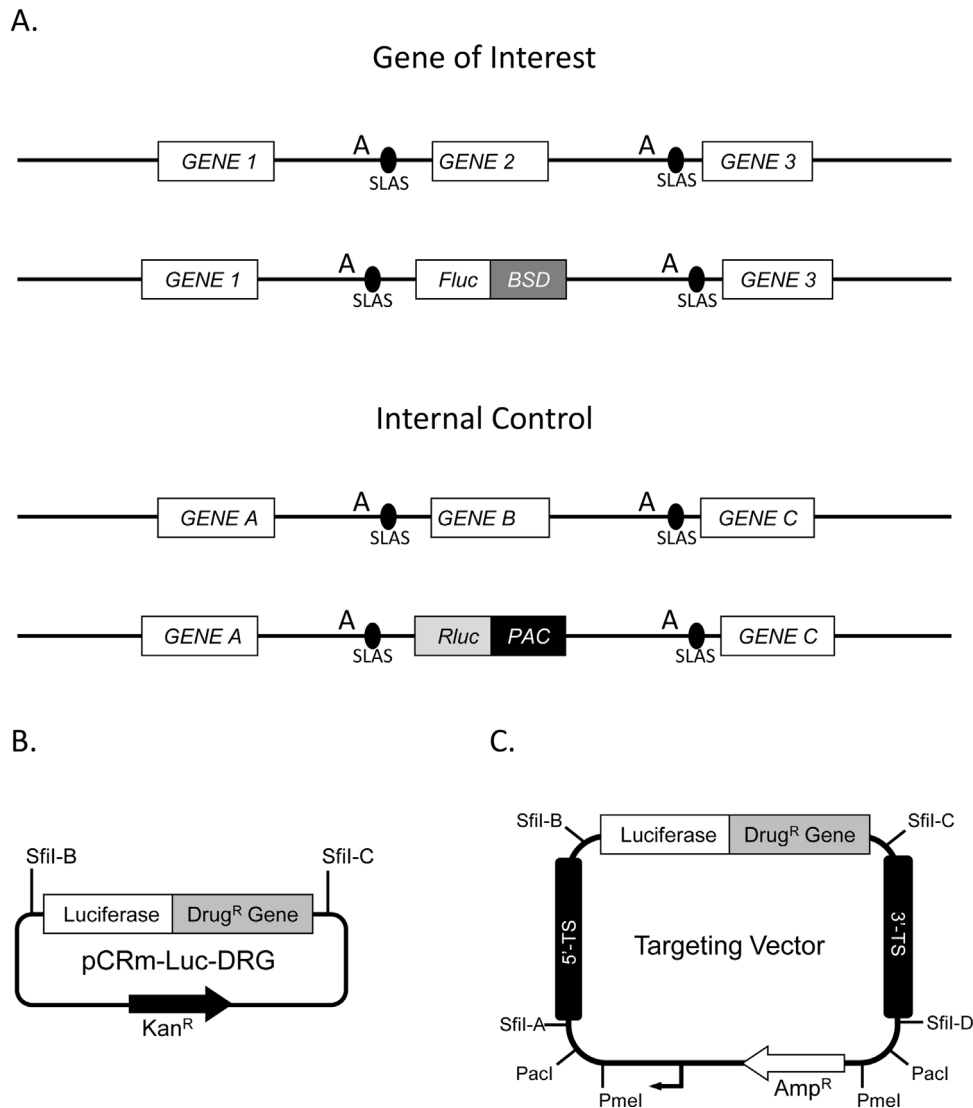 A.
Gene of Interest
GENE 1 A SLAS GENE 2 A SLAS GENE 3
GENE 1 A SLAS Fluc BSD A SLAS GENE 3
Internal Control
GENE A A SLAS GENE B A SLAS GENE C
GENE A A SLAS Rluc PAC A SLAS GENE C
B.
SfiI-B SfiI-C
Luciferase Drugᴿ Gene
pCRm-Luc-DRG
Kanᴿ
C.
SfiI-B SfiI-C
Luciferase Drugᴿ Gene
5'-TS Targeting Vector 3'-TS
SfiI-A SfiI-D
PacI PacI
Ampᴿ
PmeI PmeI